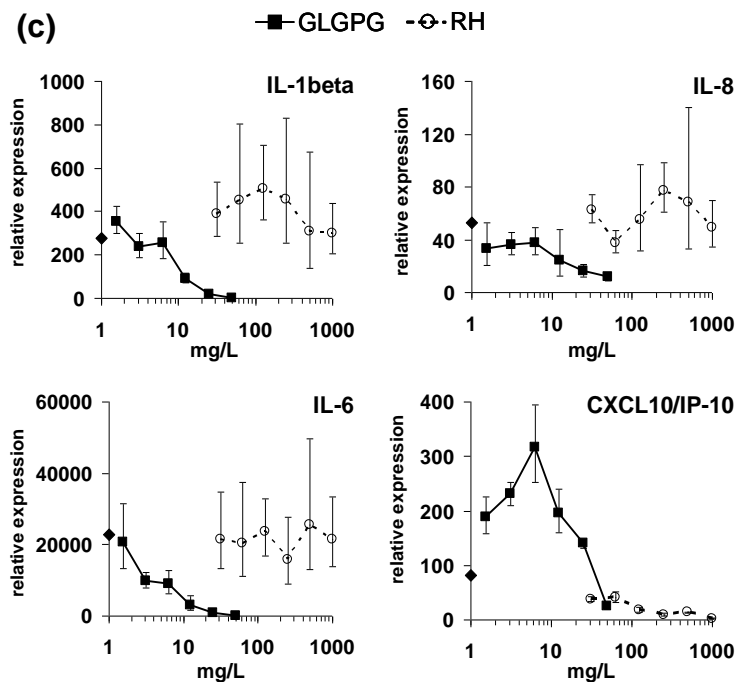 (c)
GLGPG RH
IL-1beta
relative expression
1000
800
600
400
200
0
1 10 100 1000
mg/L
IL-8
relative expression
160
120
80
40
0
1 10 100 1000
mg/L
IL-6
relative expression
60000
40000
20000
0
1 10 100 1000
mg/L
CXCL10/IP-10
relative expression
400
300
200
100
0
1 10 100 1000
mg/L